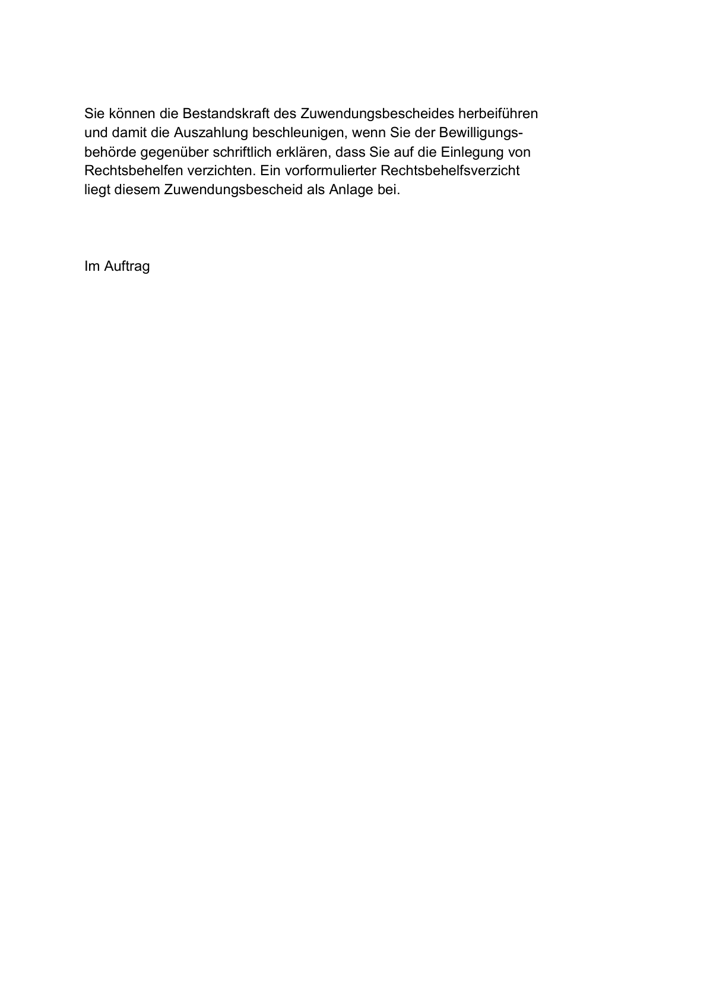 Sie können die Bestandskraft des Zuwendungsbescheides herbeiführen
und damit die Auszahlung beschleunigen, wenn Sie der Bewilligungs-
behörde gegenüber schriftlich erklären, dass Sie auf die Einlegung von
Rechtsbehelfen verzichten. Ein vorformulierter Rechtsbehelfsverzicht
liegt diesem Zuwendungsbescheid als Anlage bei.
Im Auftrag